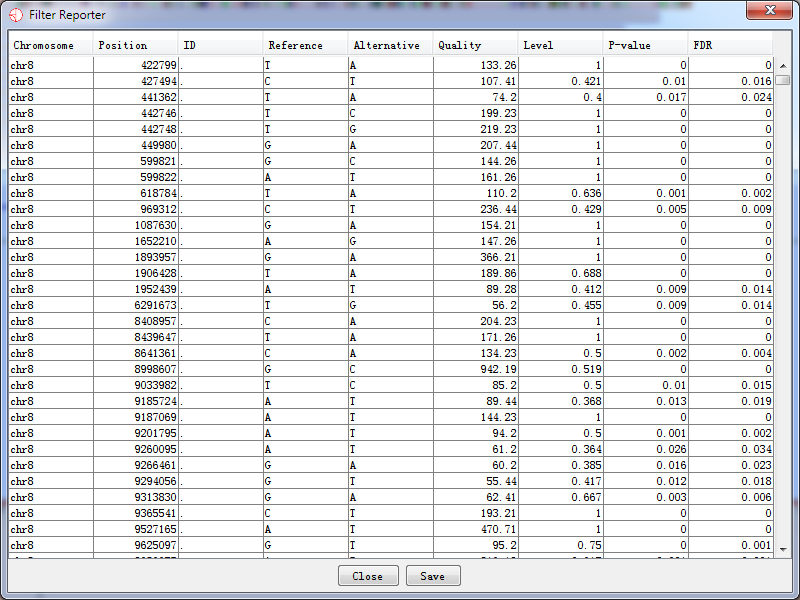 Filter Reporter
Chromosome Position ID Reference Alternative Quality Level P-value FDR
chr8 422799 . T A 133.26 1 0 0
chr8 427494 . C T 107.41 0.421 0.01 0.016
chr8 441362 . T A 74.2 0.4 0.017 0.024
chr8 442746 . T C 199.23 1 0 0
chr8 442748 . T G 219.23 1 0 0
chr8 449980 . G A 207.44 1 0 0
chr8 599821 . G C 144.26 1 0 0
chr8 599822 . A T 161.26 1 0 0
chr8 618784 . T A 110.2 0.636 0.001 0.002
chr8 969312 . C T 236.44 0.429 0.005 0.009
chr8 1087630 . G A 154.21 1 0 0
chr8 1652210 . A G 147.26 1 0 0
chr8 1893957 . G A 366.21 1 0 0
chr8 1906428 . T A 189.86 0.688 0 0
chr8 1952439 . A T 89.28 0.412 0.009 0.014
chr8 6291673 . T G 56.2 0.455 0.009 0.014
chr8 8408957 . C A 204.23 1 0 0
chr8 8439647 . T A 171.26 1 0 0
chr8 8641361 . C A 134.23 0.5 0.002 0.004
chr8 8998607 . G C 942.19 0.519 0 0
chr8 9033982 . T C 85.2 0.5 0.01 0.015
chr8 9185724 . A T 89.44 0.368 0.013 0.019
chr8 9187069 . A T 144.23 1 0 0
chr8 9201795 . A T 94.2 0.5 0.001 0.002
chr8 9260095 . A T 61.2 0.364 0.026 0.034
chr8 9266461 . G A 60.2 0.385 0.016 0.023
chr8 9294056 . G T 55.44 0.417 0.012 0.018
chr8 9313830 . G A 62.41 0.667 0.003 0.006
chr8 9365541 . C T 193.21 1 0 0
chr8 9527165 . A T 470.71 1 0 0
chr8 9625097 . G T 95.2 0.75 0 0.001
Close Save